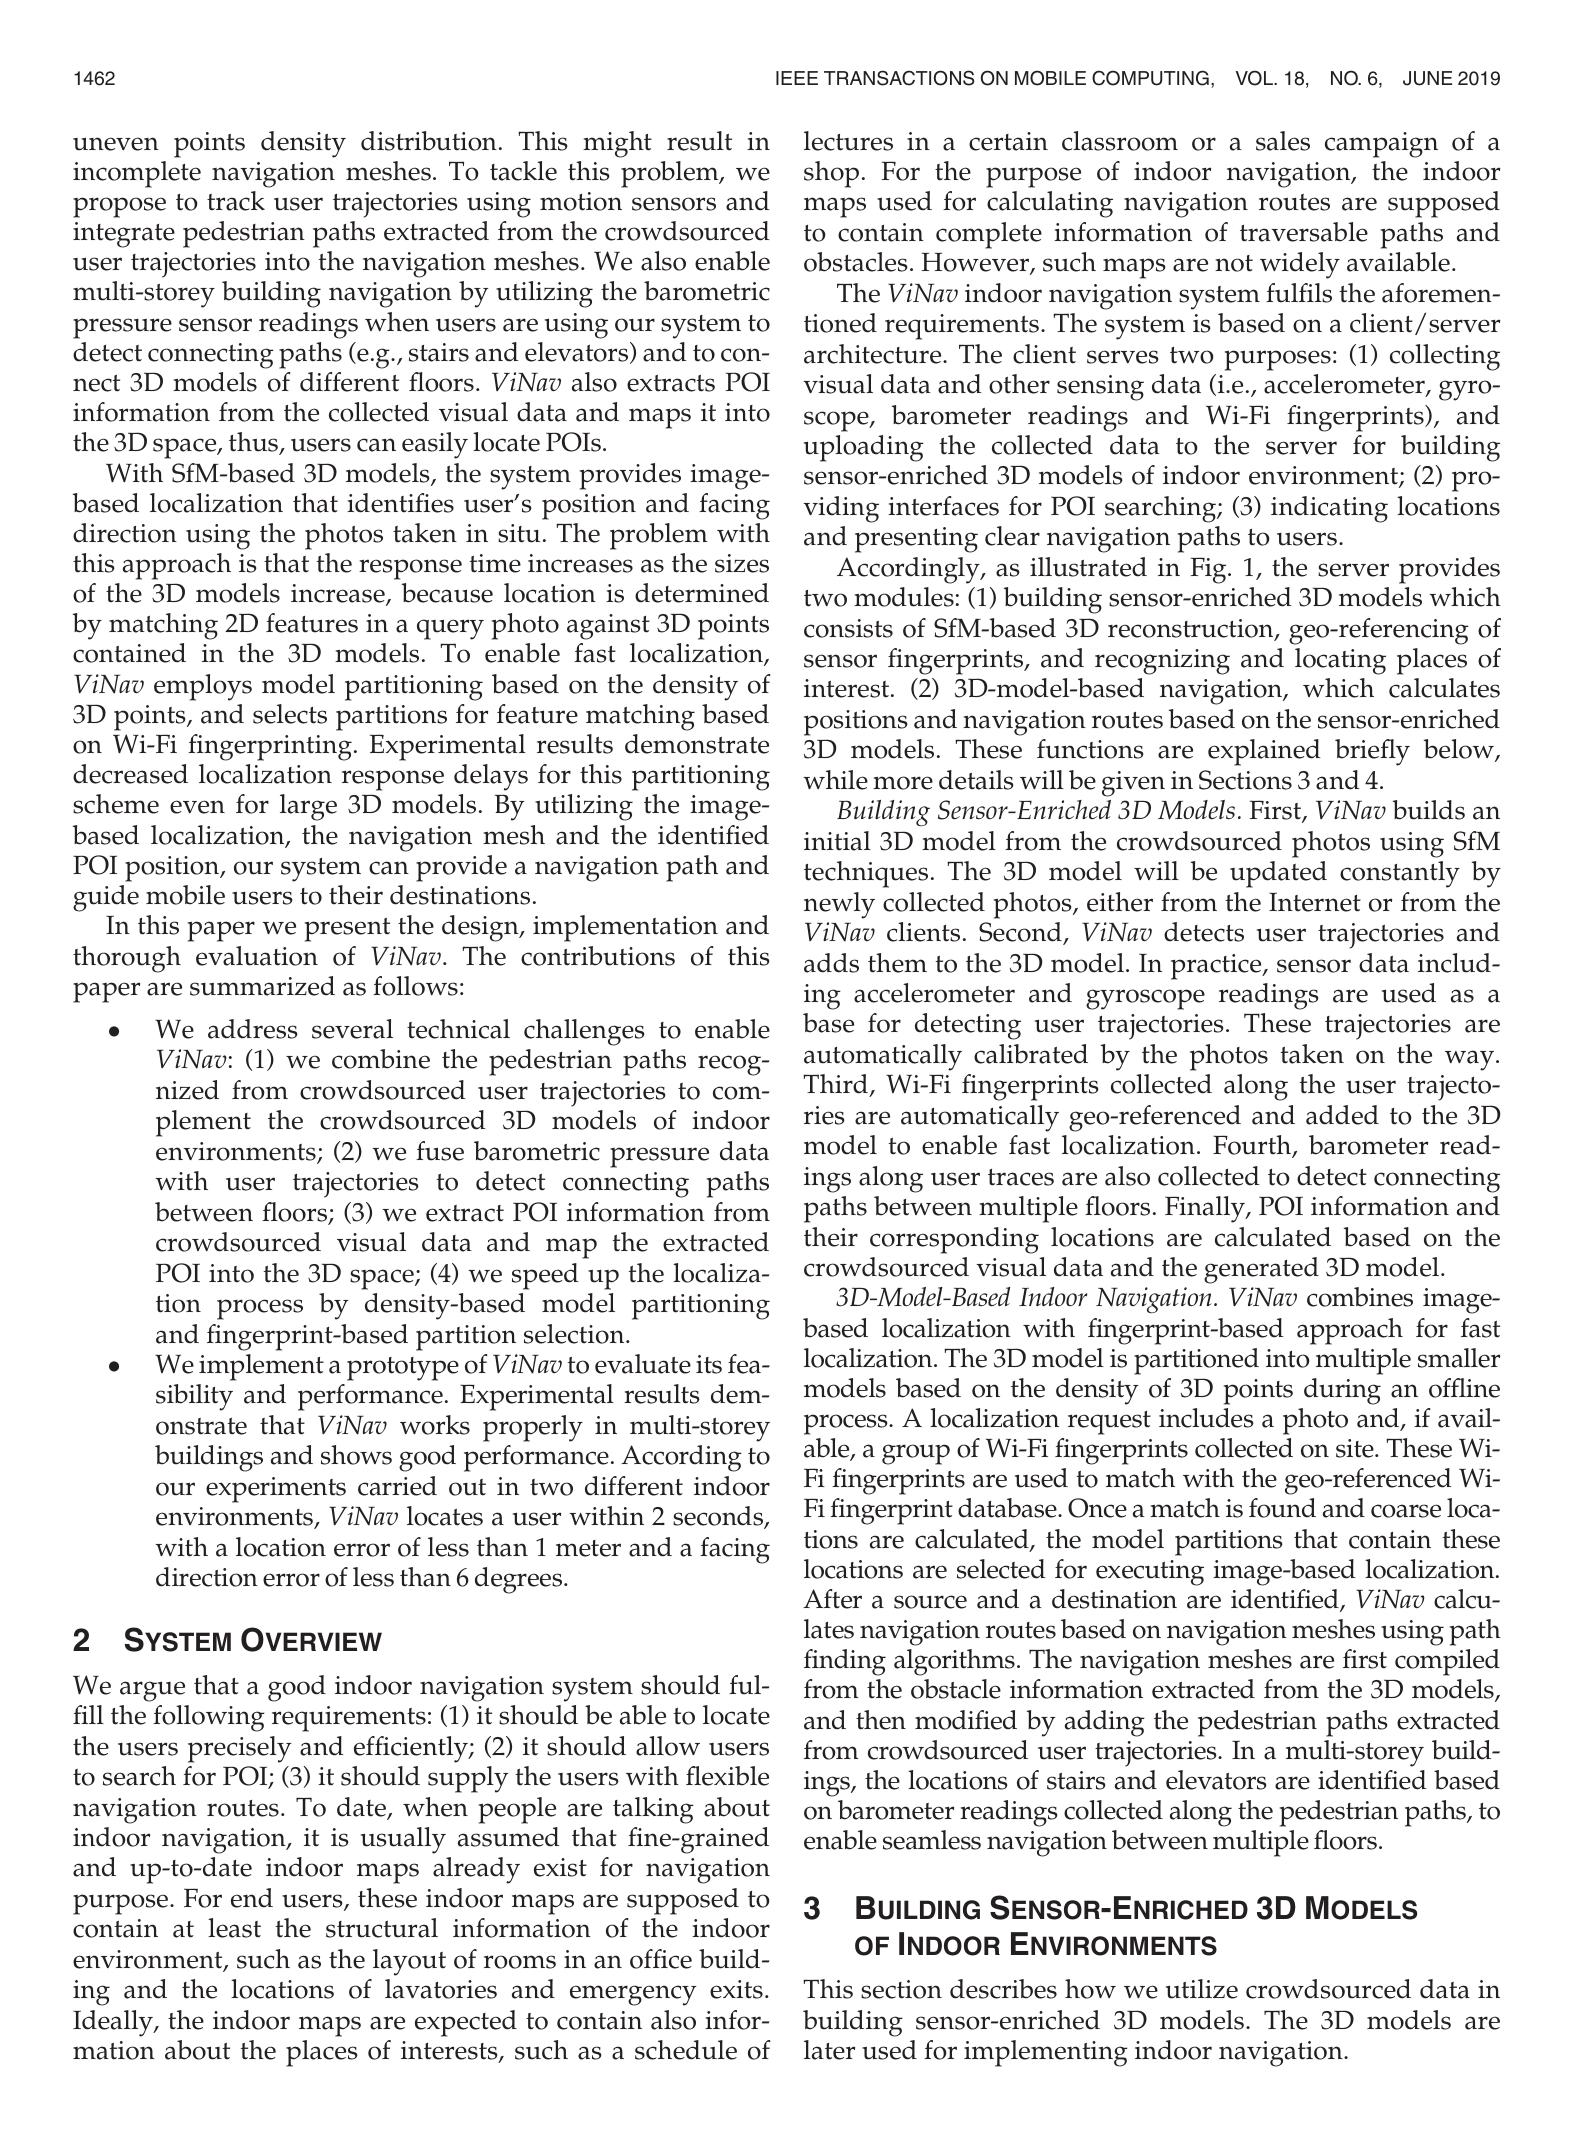 1462
IEEE TRANSACTIONS ON MOBILE COMPUTING, VOL. 18, NO. 6, JUNE 2019
uneven points density distribution. This might result in
incomplete navigation meshes. To tackle this problem, we
propose to track user trajectories using motion sensors and
integrate pedestrian paths extracted from the crowdsourced
user trajectories into the navigation meshes. We also enable
multi-storey building navigation by utilizing the barometric
pressure sensor readings when users are using our system to
detect connecting paths (e.g., stairs and elevators) and to con-
nect 3D models of different floors. ViNav also extracts POI
information from the collected visual data and maps it into
the 3D space, thus, users can easily locate POIs.
With SfM-based 3D models, the system provides image-
based localization that identifies user's position and facing
direction using the photos taken in situ. The problem with
this approach is that the response time increases as the sizes
of the 3D models increase, because location is determined
by matching 2D features in a query photo against 3D points
contained in the 3D models. To enable fast localization,
ViNav employs model partitioning based on the density of
3D points, and selects partitions for feature matching based
on Wi-Fi fingerprinting. Experimental results demonstrate
decreased localization response delays for this partitioning
scheme even for large 3D models. By utilizing the image-
based localization, the navigation mesh and the identified
POI position, our system can provide a navigation path and
guide mobile users to their destinations.
In this paper we present the design, implementation and
thorough evaluation of ViNav. The contributions of this
paper are summarized as follows:
• We address several technical challenges to enable
ViNav: (1) we combine the pedestrian paths recog-
nized from crowdsourced user trajectories to com-
plement the crowdsourced 3D models of indoor
environments; (2) we fuse barometric pressure data
with user trajectories to detect connecting paths
between floors; (3) we extract POI information from
crowdsourced visual data and map the extracted
POI into the 3D space; (4) we speed up the localiza-
tion process by density-based model partitioning
and fingerprint-based partition selection.
• We implement a prototype of ViNav to evaluate its fea-
sibility and performance. Experimental results dem-
onstrate that ViNav works properly in multi-storey
buildings and shows good performance. According to
our experiments carried out in two different indoor
environments, ViNav locates a user within 2 seconds,
with a location error of less than 1 meter and a facing
direction error of less than 6 degrees.
2 SYSTEM OVERVIEW
We argue that a good indoor navigation system should ful-
fill the following requirements: (1) it should be able to locate
the users precisely and efficiently; (2) it should allow users
to search for POI; (3) it should supply the users with flexible
navigation routes. To date, when people are talking about
indoor navigation, it is usually assumed that fine-grained
and up-to-date indoor maps already exist for navigation
purpose. For end users, these indoor maps are supposed to
contain at least the structural information of the indoor
environment, such as the layout of rooms in an office build-
ing and the locations of lavatories and emergency exits.
Ideally, the indoor maps are expected to contain also infor-
mation about the places of interests, such as a schedule of
lectures in a certain classroom or a sales campaign of a
shop. For the purpose of indoor navigation, the indoor
maps used for calculating navigation routes are supposed
to contain complete information of traversable paths and
obstacles. However, such maps are not widely available.
The ViNav indoor navigation system fulfils the aforemen-
tioned requirements. The system is based on a client/server
architecture. The client serves two purposes: (1) collecting
visual data and other sensing data (i.e., accelerometer, gyro-
scope, barometer readings and Wi-Fi fingerprints), and
uploading the collected data to the server for building
sensor-enriched 3D models of indoor environment; (2) pro-
viding interfaces for POI searching; (3) indicating locations
and presenting clear navigation paths to users.
Accordingly, as illustrated in Fig. 1, the server provides
two modules: (1) building sensor-enriched 3D models which
consists of SfM-based 3D reconstruction, geo-referencing of
sensor fingerprints, and recognizing and locating places of
interest. (2) 3D-model-based navigation, which calculates
positions and navigation routes based on the sensor-enriched
3D models. These functions are explained briefly below,
while more details will be given in Sections 3 and 4.
Building Sensor-Enriched 3D Models. First, ViNav builds an
initial 3D model from the crowdsourced photos using SfM
techniques. The 3D model will be updated constantly by
newly collected photos, either from the Internet or from the
ViNav clients. Second, ViNav detects user trajectories and
adds them to the 3D model. In practice, sensor data includ-
ing accelerometer and gyroscope readings are used as a
base for detecting user trajectories. These trajectories are
automatically calibrated by the photos taken on the way.
Third, Wi-Fi fingerprints collected along the user trajecto-
ries are automatically geo-referenced and added to the 3D
model to enable fast localization. Fourth, barometer read-
ings along user traces are also collected to detect connecting
paths between multiple floors. Finally, POI information and
their corresponding locations are calculated based on the
crowdsourced visual data and the generated 3D model.
3D-Model-Based Indoor Navigation. ViNav combines image-
based localization with fingerprint-based approach for fast
localization. The 3D model is partitioned into multiple smaller
models based on the density of 3D points during an offline
process. A localization request includes a photo and, if avail-
able, a group of Wi-Fi fingerprints collected on site. These Wi-
Fi fingerprints are used to match with the geo-referenced Wi-
Fi fingerprint database. Once a match is found and coarse loca-
tions are calculated, the model partitions that contain these
locations are selected for executing image-based localization.
After a source and a destination are identified, ViNav calcu-
lates navigation routes based on navigation meshes using path
finding algorithms. The navigation meshes are first compiled
from the obstacle information extracted from the 3D models,
and then modified by adding the pedestrian paths extracted
from crowdsourced user trajectories. In a multi-storey build-
ings, the locations of stairs and elevators are identified based
on barometer readings collected along the pedestrian paths, to
enable seamless navigation between multiple floors.
3 BUILDING SENSOR-ENRICHED 3D MODELS
OF INDOOR ENVIRONMENTS
This section describes how we utilize crowdsourced data in
building sensor-enriched 3D models. The 3D models are
later used for implementing indoor navigation.